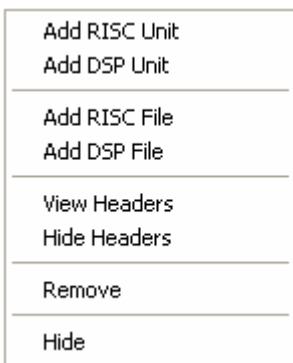 Add RISC Unit
Add DSP Unit
Add RISC File
Add DSP File
View Headers
Hide Headers
Remove
Hide